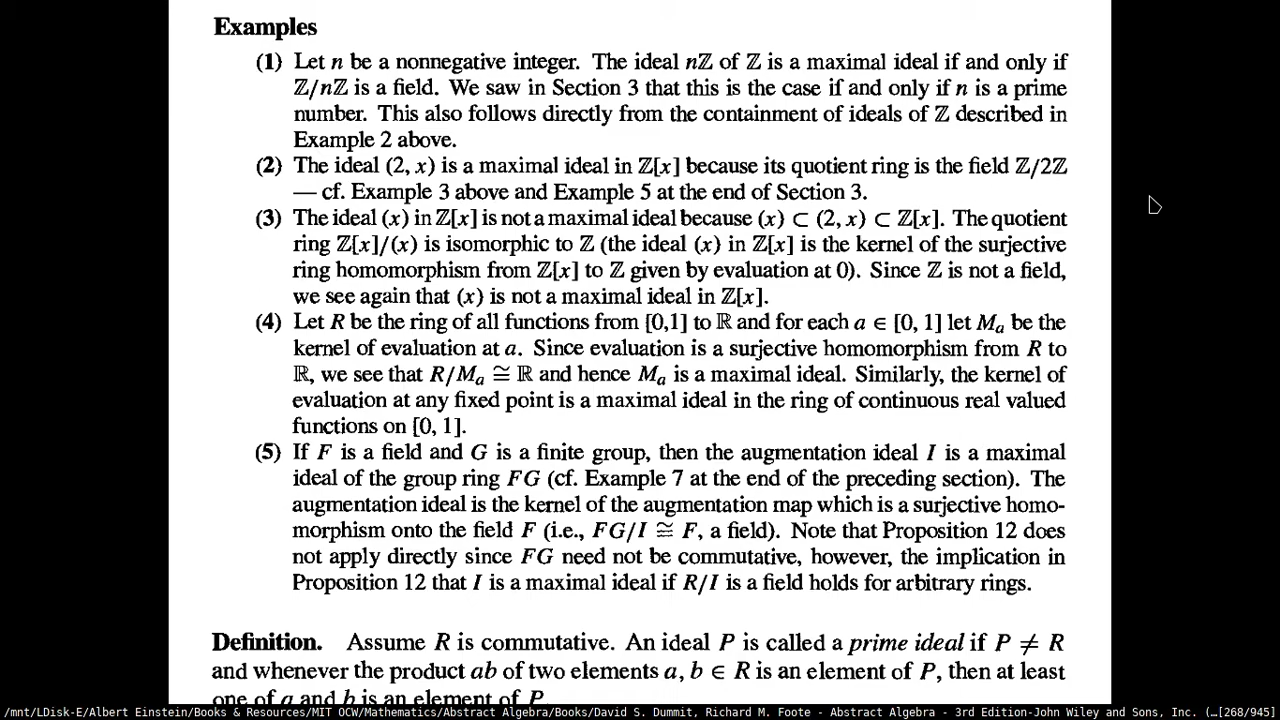 Examples
(1) Let n be a nonnegative integer. The ideal nℤ of ℤ is a maximal ideal if and only if
ℤ/nℤ is a field. We saw in Section 3 that this is the case if and only if n is a prime
number. This also follows directly from the containment of ideals of ℤ described in
Example 2 above.
(2) The ideal (2, x) is a maximal ideal in ℤ[x] because its quotient ring is the field ℤ/2ℤ
— cf. Example 3 above and Example 5 at the end of Section 3.
(3) The ideal (x) in ℤ[x] is not a maximal ideal because (x) ⊂ (2, x) ⊂ ℤ[x]. The quotient
ring ℤ[x]/(x) is isomorphic to ℤ (the ideal (x) in ℤ[x] is the kernel of the surjective
ring homomorphism from ℤ[x] to ℤ given by evaluation at 0). Since ℤ is not a field,
we see again that (x) is not a maximal ideal in ℤ[x].
(4) Let R be the ring of all functions from [0,1] to ℝ and for each a ∈ [0, 1] let Mₐ be the
kernel of evaluation at a. Since evaluation is a surjective homomorphism from R to
ℝ, we see that R/Mₐ ≅ ℝ and hence Mₐ is a maximal ideal. Similarly, the kernel of
evaluation at any fixed point is a maximal ideal in the ring of continuous real valued
functions on [0, 1].
(5) If F is a field and G is a finite group, then the augmentation ideal I is a maximal
ideal of the group ring FG (cf. Example 7 at the end of the preceding section). The
augmentation ideal is the kernel of the augmentation map which is a surjective homo-
morphism onto the field F (i.e., FG/I ≅ F, a field). Note that Proposition 12 does
not apply directly since FG need not be commutative, however, the implication in
Proposition 12 that I is a maximal ideal if R/I is a field holds for arbitrary rings.
Definition. Assume R is commutative. An ideal P is called a prime ideal if P ≠ R
and whenever the product ab of two elements a, b ∈ R is an element of P, then at least
one of a and b is an element of P
/mnt/LDisk-E/Albert Einstein/Books & Resources/MIT OCW/Mathematics/Abstract Algebra/Books/David S. Dummit, Richard M. Foote - Abstract Algebra - 3rd Edition-John Wiley and Sons, Inc. (…[268/945]